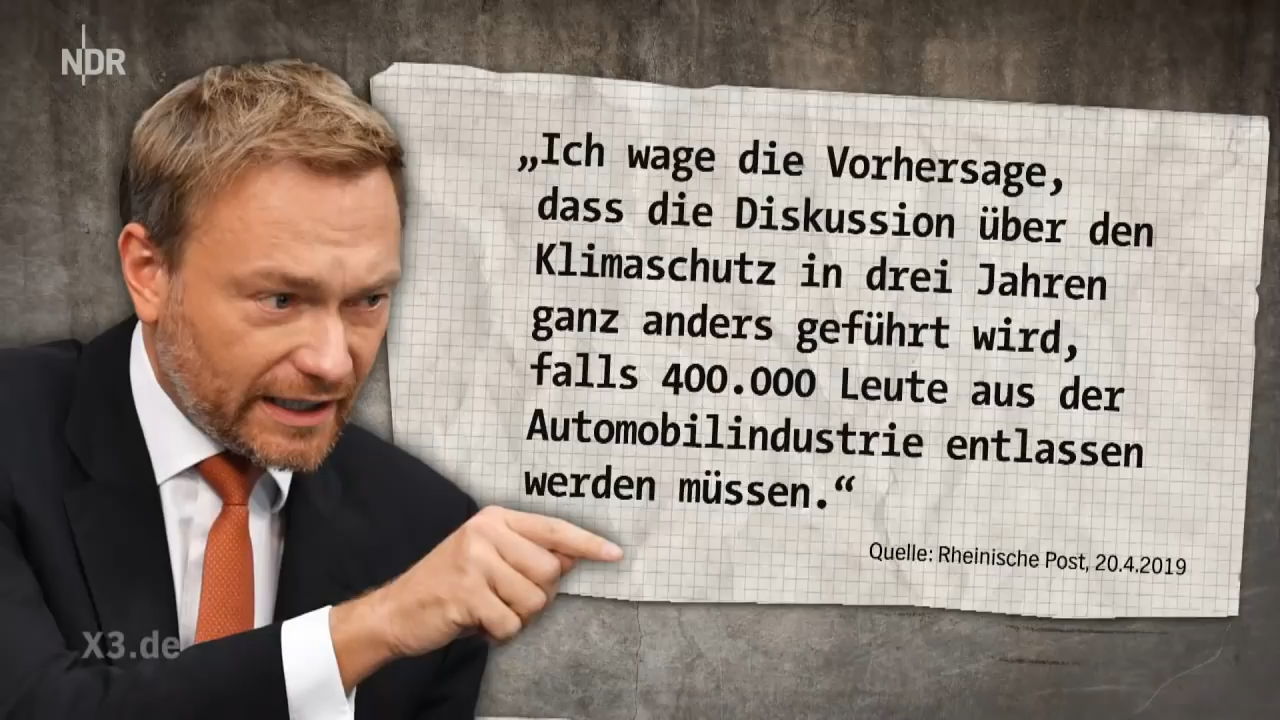 NDR
„Ich wage die Vorhersage,
dass die Diskussion über den
Klimaschutz in drei Jahren
ganz anders geführt wird,
falls 400.000 Leute aus der
Automobilindustrie entlassen
werden müssen.“
Quelle: Rheinische Post, 20.4.2019
X3.de